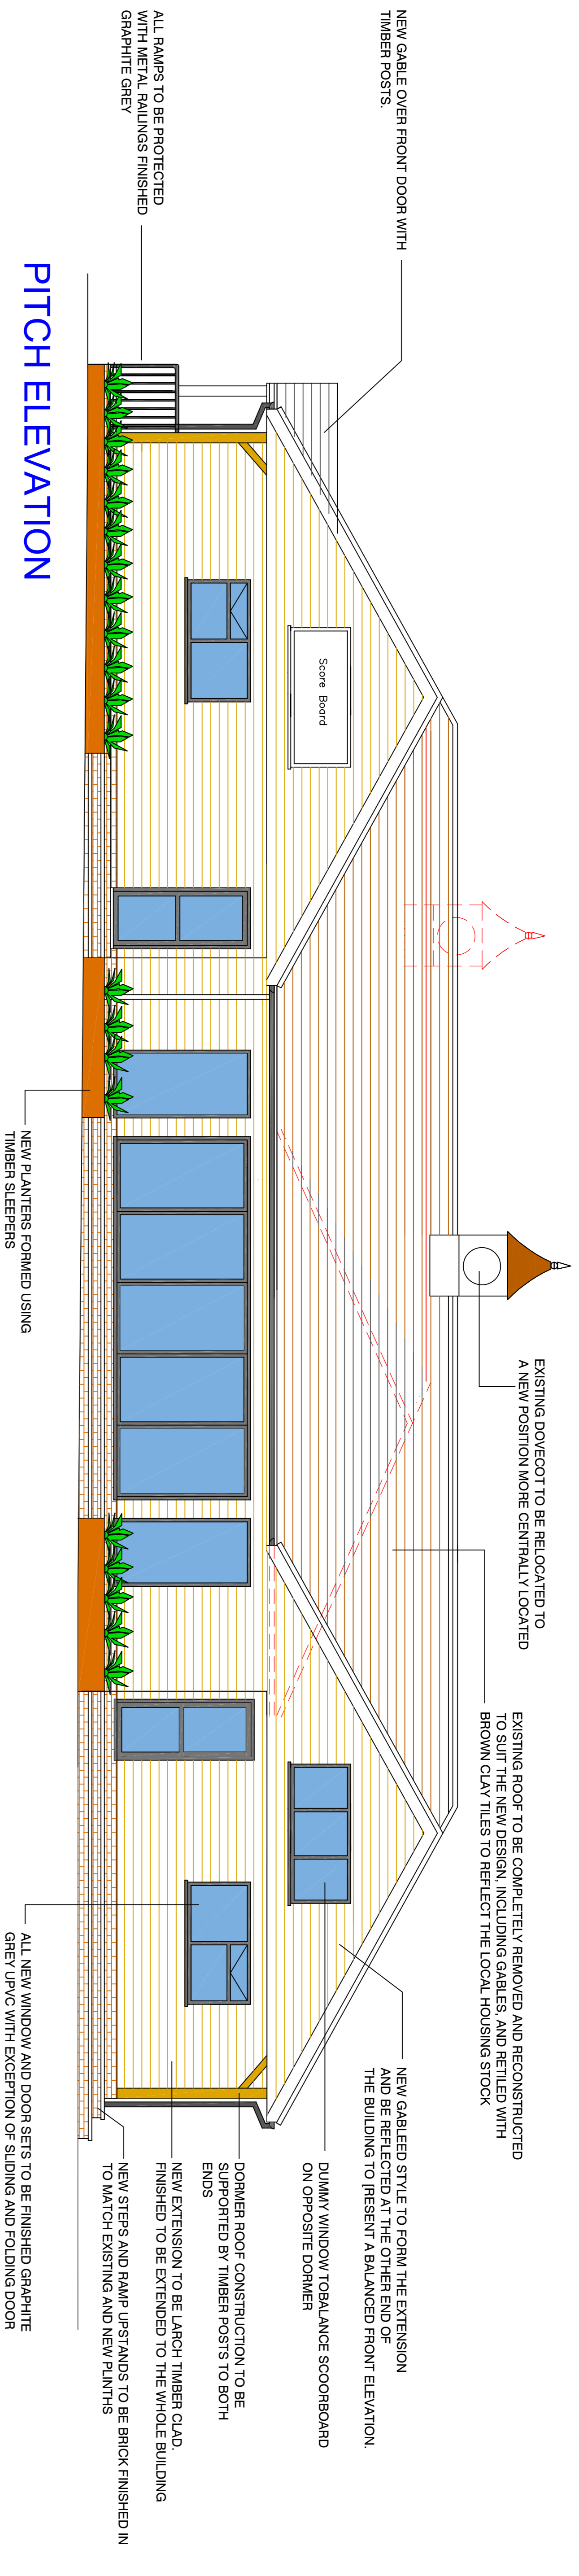 NEW GABLE OVER FRONT DOOR WITH
TIMBER POSTS.
ALL RAMPS TO BE PROTECTED
WITH METAL RAILINGS FINISHED
GRAPHITE GREY
PITCH ELEVATION
Score Board
NEW PLANTERS FORMED USING
TIMBER SLEEPERS
EXISTING DOVECOT TO BE RELOCATED TO
A NEW POSITION MORE CENTRALLY LOCATED
EXISTING ROOF TO BE COMPLETELY REMOVED AND RECONSTRUCTED
TO SUIT THE NEW DESIGN, INCLUDING GABLES, AND RETILED WITH
BROWN CLAY TILES TO REFLECT THE LOCAL HOUSING STOCK
NEW GABLEED STYLE TO FORM THE EXTENSION
AND BE REFLECTED AT THE OTHER END OF
THE BUILDING TO [RESENT A BALANCED FRONT ELEVATION.
DUMMY WINDOW TOBALANCE SCOORBOARD
ON OPPOSITE DORMER
DORMER ROOF CONSTRUCTION TO BE
SUPPORTED BY TIMBER POSTS TO BOTH
ENDS
NEW EXTENSION TO BE LARCH TIMBER CLAD.
FINISHED TO BE EXTENDED TO THE WHOLE BUILDING
NEW STEPS AND RAMP UPSTANDS TO BE BRICK FINISHED IN
TO MATCH EXISTING AND NEW PLINTHS
ALL NEW WINDOW AND DOOR SETS TO BE FINISHED GRAPHITE
GREY UPVC WITH EXCEPTION OF SLIDING AND FOLDING DOOR